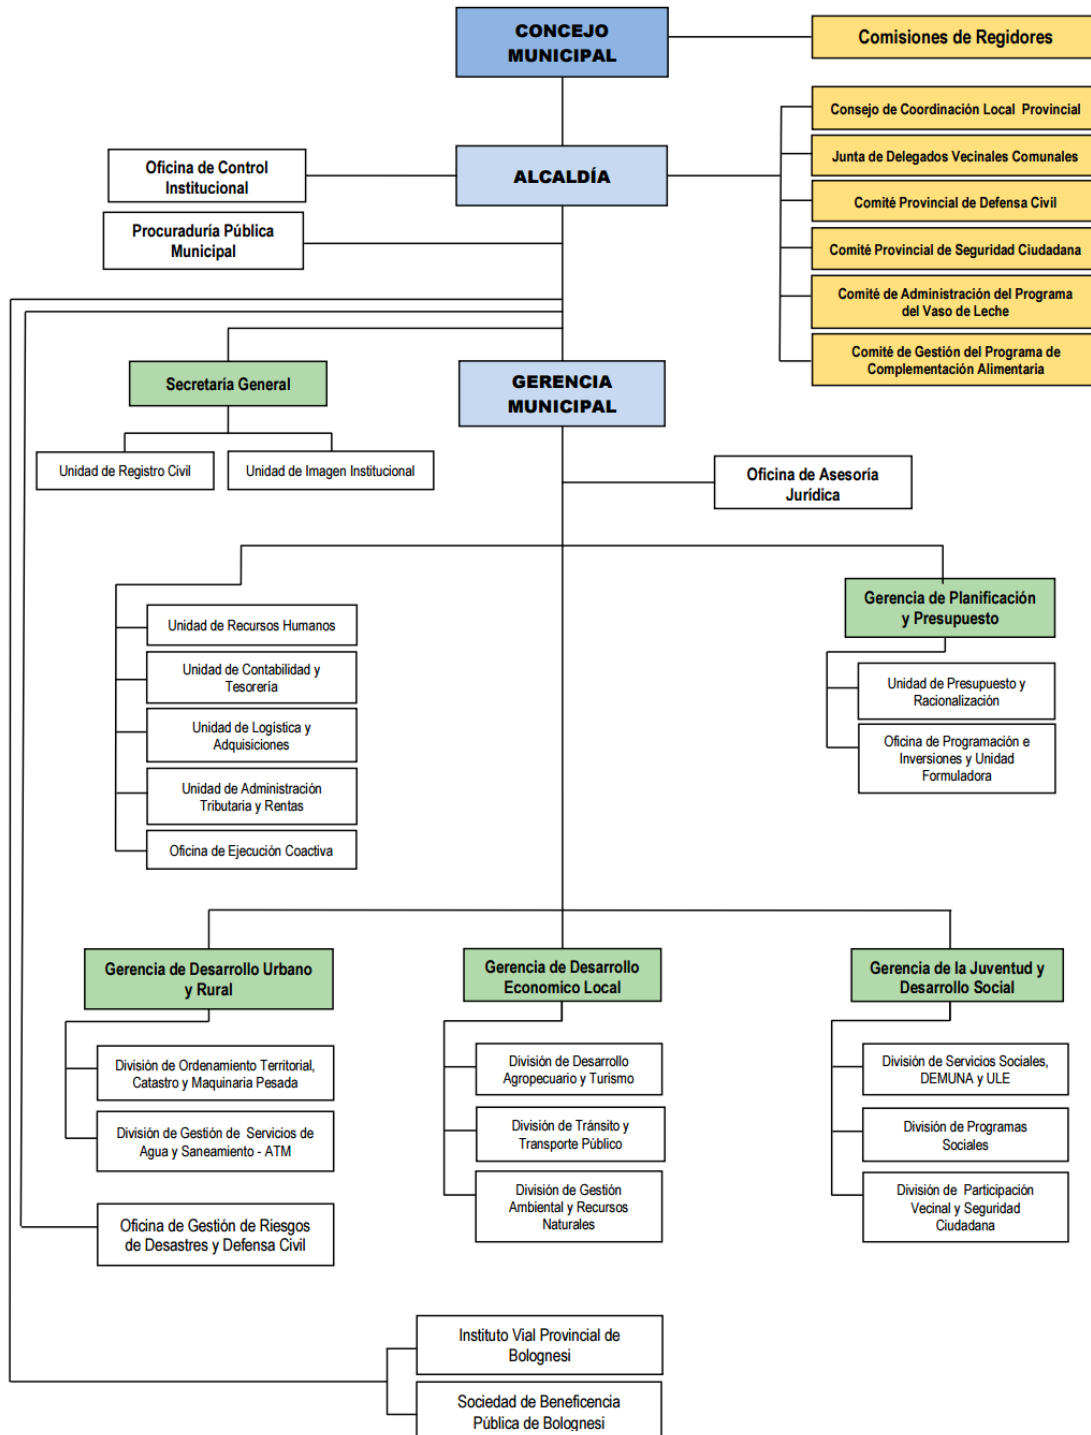 CONCEJO
MUNICIPAL
Comisiones de Regidores
Consejo de Coordinación Local Provincial
Junta de Delegados Vecinales Comunales
Comité Provincial de Defensa Civil
Comité Provincial de Seguridad Ciudadana
Comité de Administración del Programa
del Vaso de Leche
Comité de Gestión del Programa de
Complementación Alimentaria
ALCALDÍA
Oficina de Control
Institucional
Procuraduría Pública
Municipal
Secretaría General
Unidad de Registro Civil
Unidad de Imagen Institucional
GERENCIA
MUNICIPAL
Oficina de Asesoría
Jurídica
Unidad de Recursos Humanos
Unidad de Contabilidad y
Tesorería
Unidad de Logística y
Adquisiciones
Unidad de Administración
Tributaria y Rentas
Oficina de Ejecución Coactiva
Gerencia de Planificación
y Presupuesto
Unidad de Presupuesto y
Racionalización
Oficina de Programación e
Inversiones y Unidad
Formuladora
Gerencia de Desarrollo Urbano
y Rural
División de Ordenamiento Territorial,
Catastro y Maquinaria Pesada
División de Gestión de Servicios de
Agua y Saneamiento - ATM
Oficina de Gestión de Riesgos
de Desastres y Defensa Civil
Gerencia de Desarrollo
Economico Local
División de Desarrollo
Agropecuario y Turismo
División de Tránsito y
Transporte Público
División de Gestión
Ambiental y Recursos
Naturales
Gerencia de la Juventud y
Desarrollo Social
División de Servicios Sociales,
DEMUNA y ULE
División de Programas
Sociales
División de Participación
Vecinal y Seguridad
Ciudadana
Instituto Vial Provincial de
Bolognesi
Sociedad de Beneficencia
Pública de Bolognesi